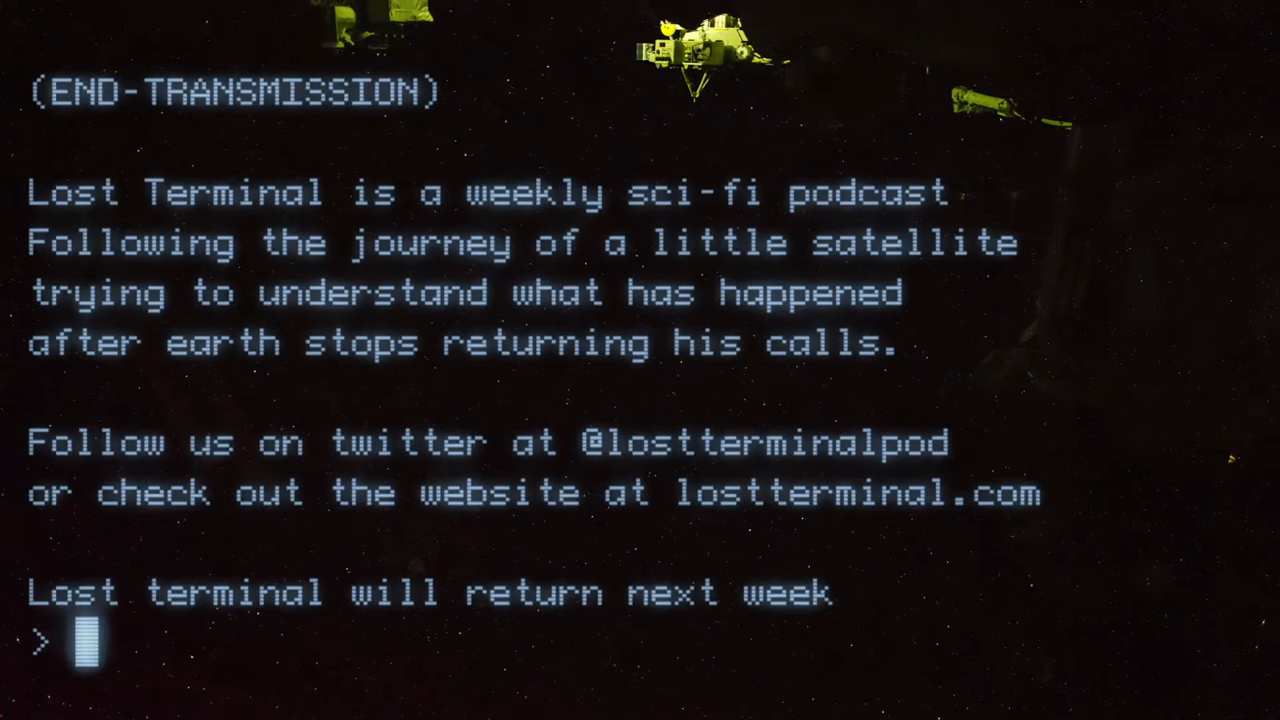 (END-TRANSMISSION)
Lost Terminal is a weekly sci-fi podcast
Following the journey of a little satellite
trying to understand what has happened
after earth stops returning his calls.
Follow us on twitter at @lostterminalpod
or check out the website at lostterminal.com
Lost terminal will return next week
>